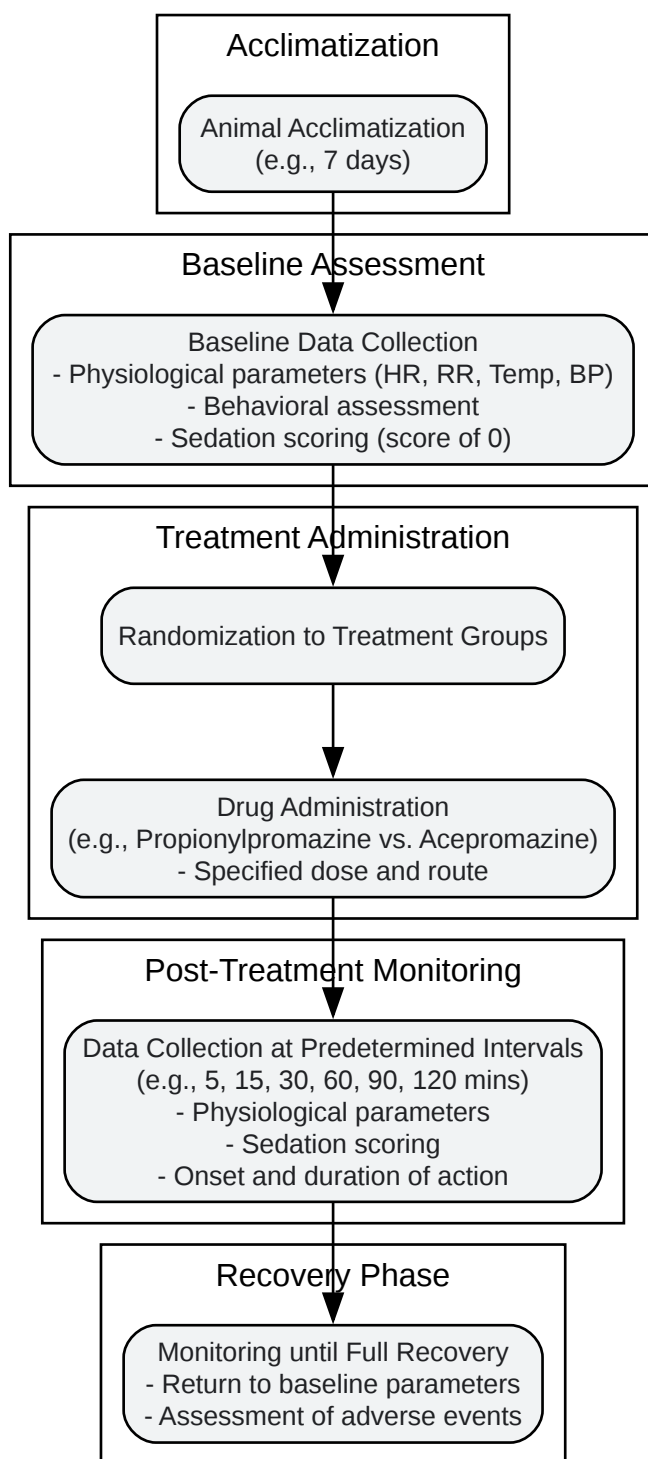 Acclimatization
Animal Acclimatization
(e.g., 7 days)
Baseline Assessment
Baseline Data Collection
- Physiological parameters (HR, RR, Temp, BP)
- Behavioral assessment
- Sedation scoring (score of 0)
Treatment Administration
Randomization to Treatment Groups
Drug Administration
(e.g., Propionylpromazine vs. Acepromazine)
- Specified dose and route
Post-Treatment Monitoring
Data Collection at Predetermined Intervals
(e.g., 5, 15, 30, 60, 90, 120 mins)
- Physiological parameters
- Sedation scoring
- Onset and duration of action
Recovery Phase
Monitoring until Full Recovery
- Return to baseline parameters
- Assessment of adverse events